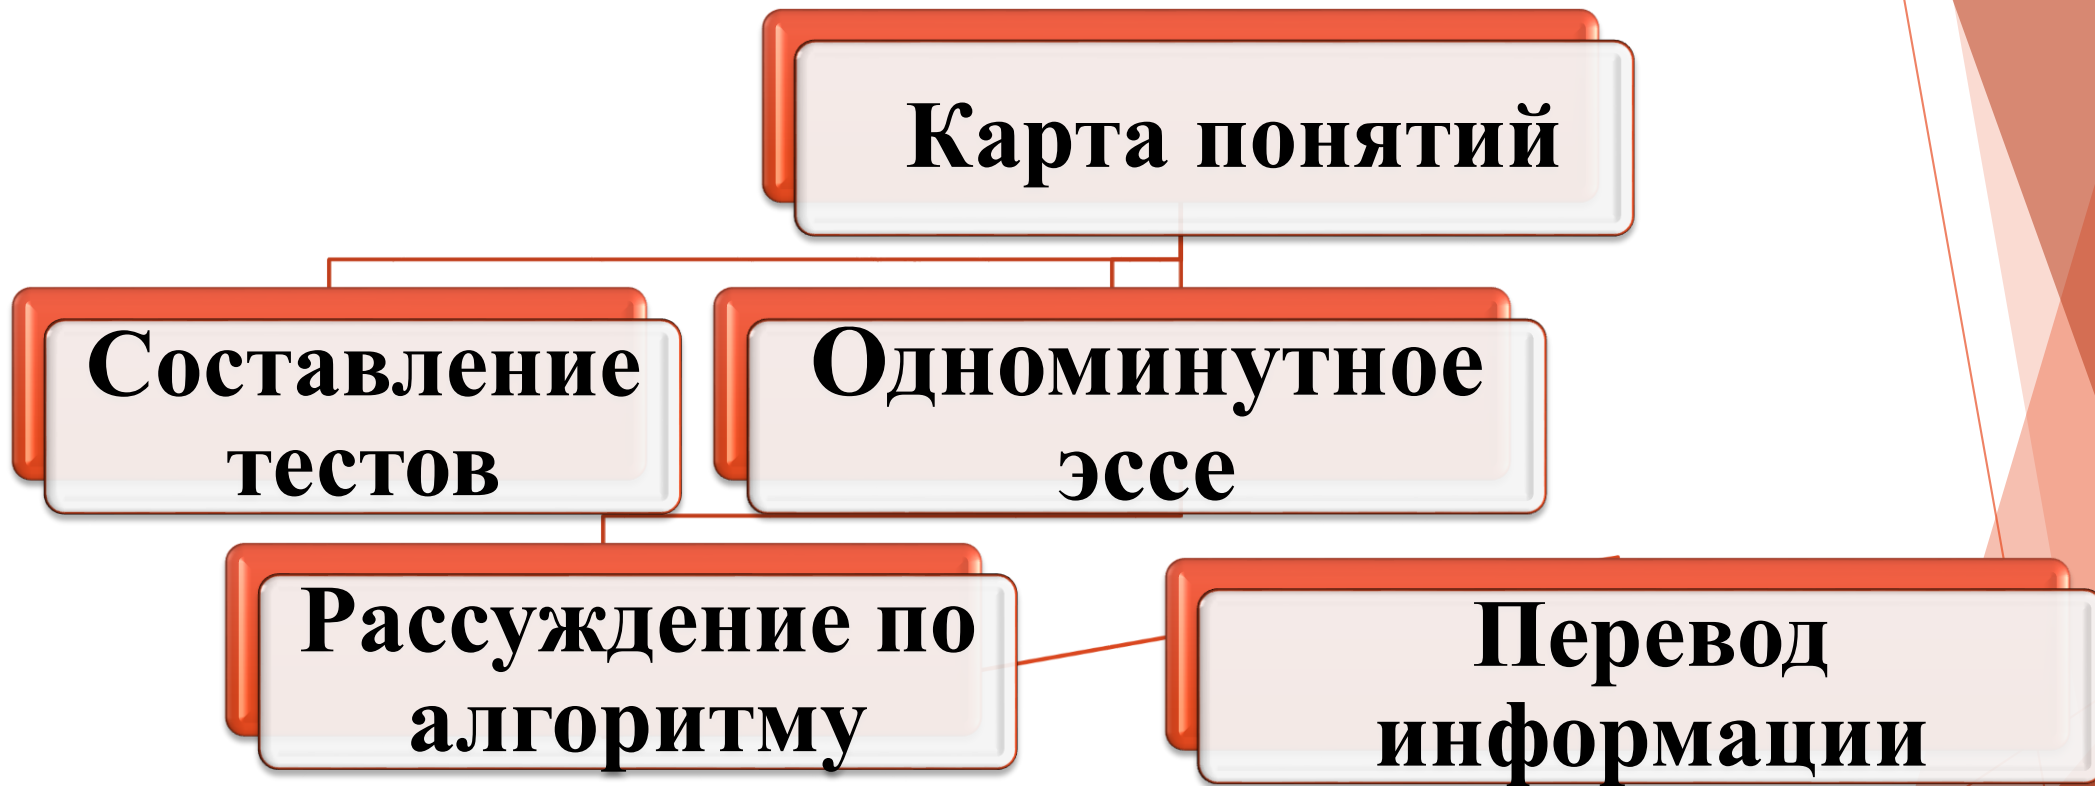 Карта понятий
Составление
тестов
Одноминутное
эссе
Рассуждение по
алгоритму
Перевод
информации